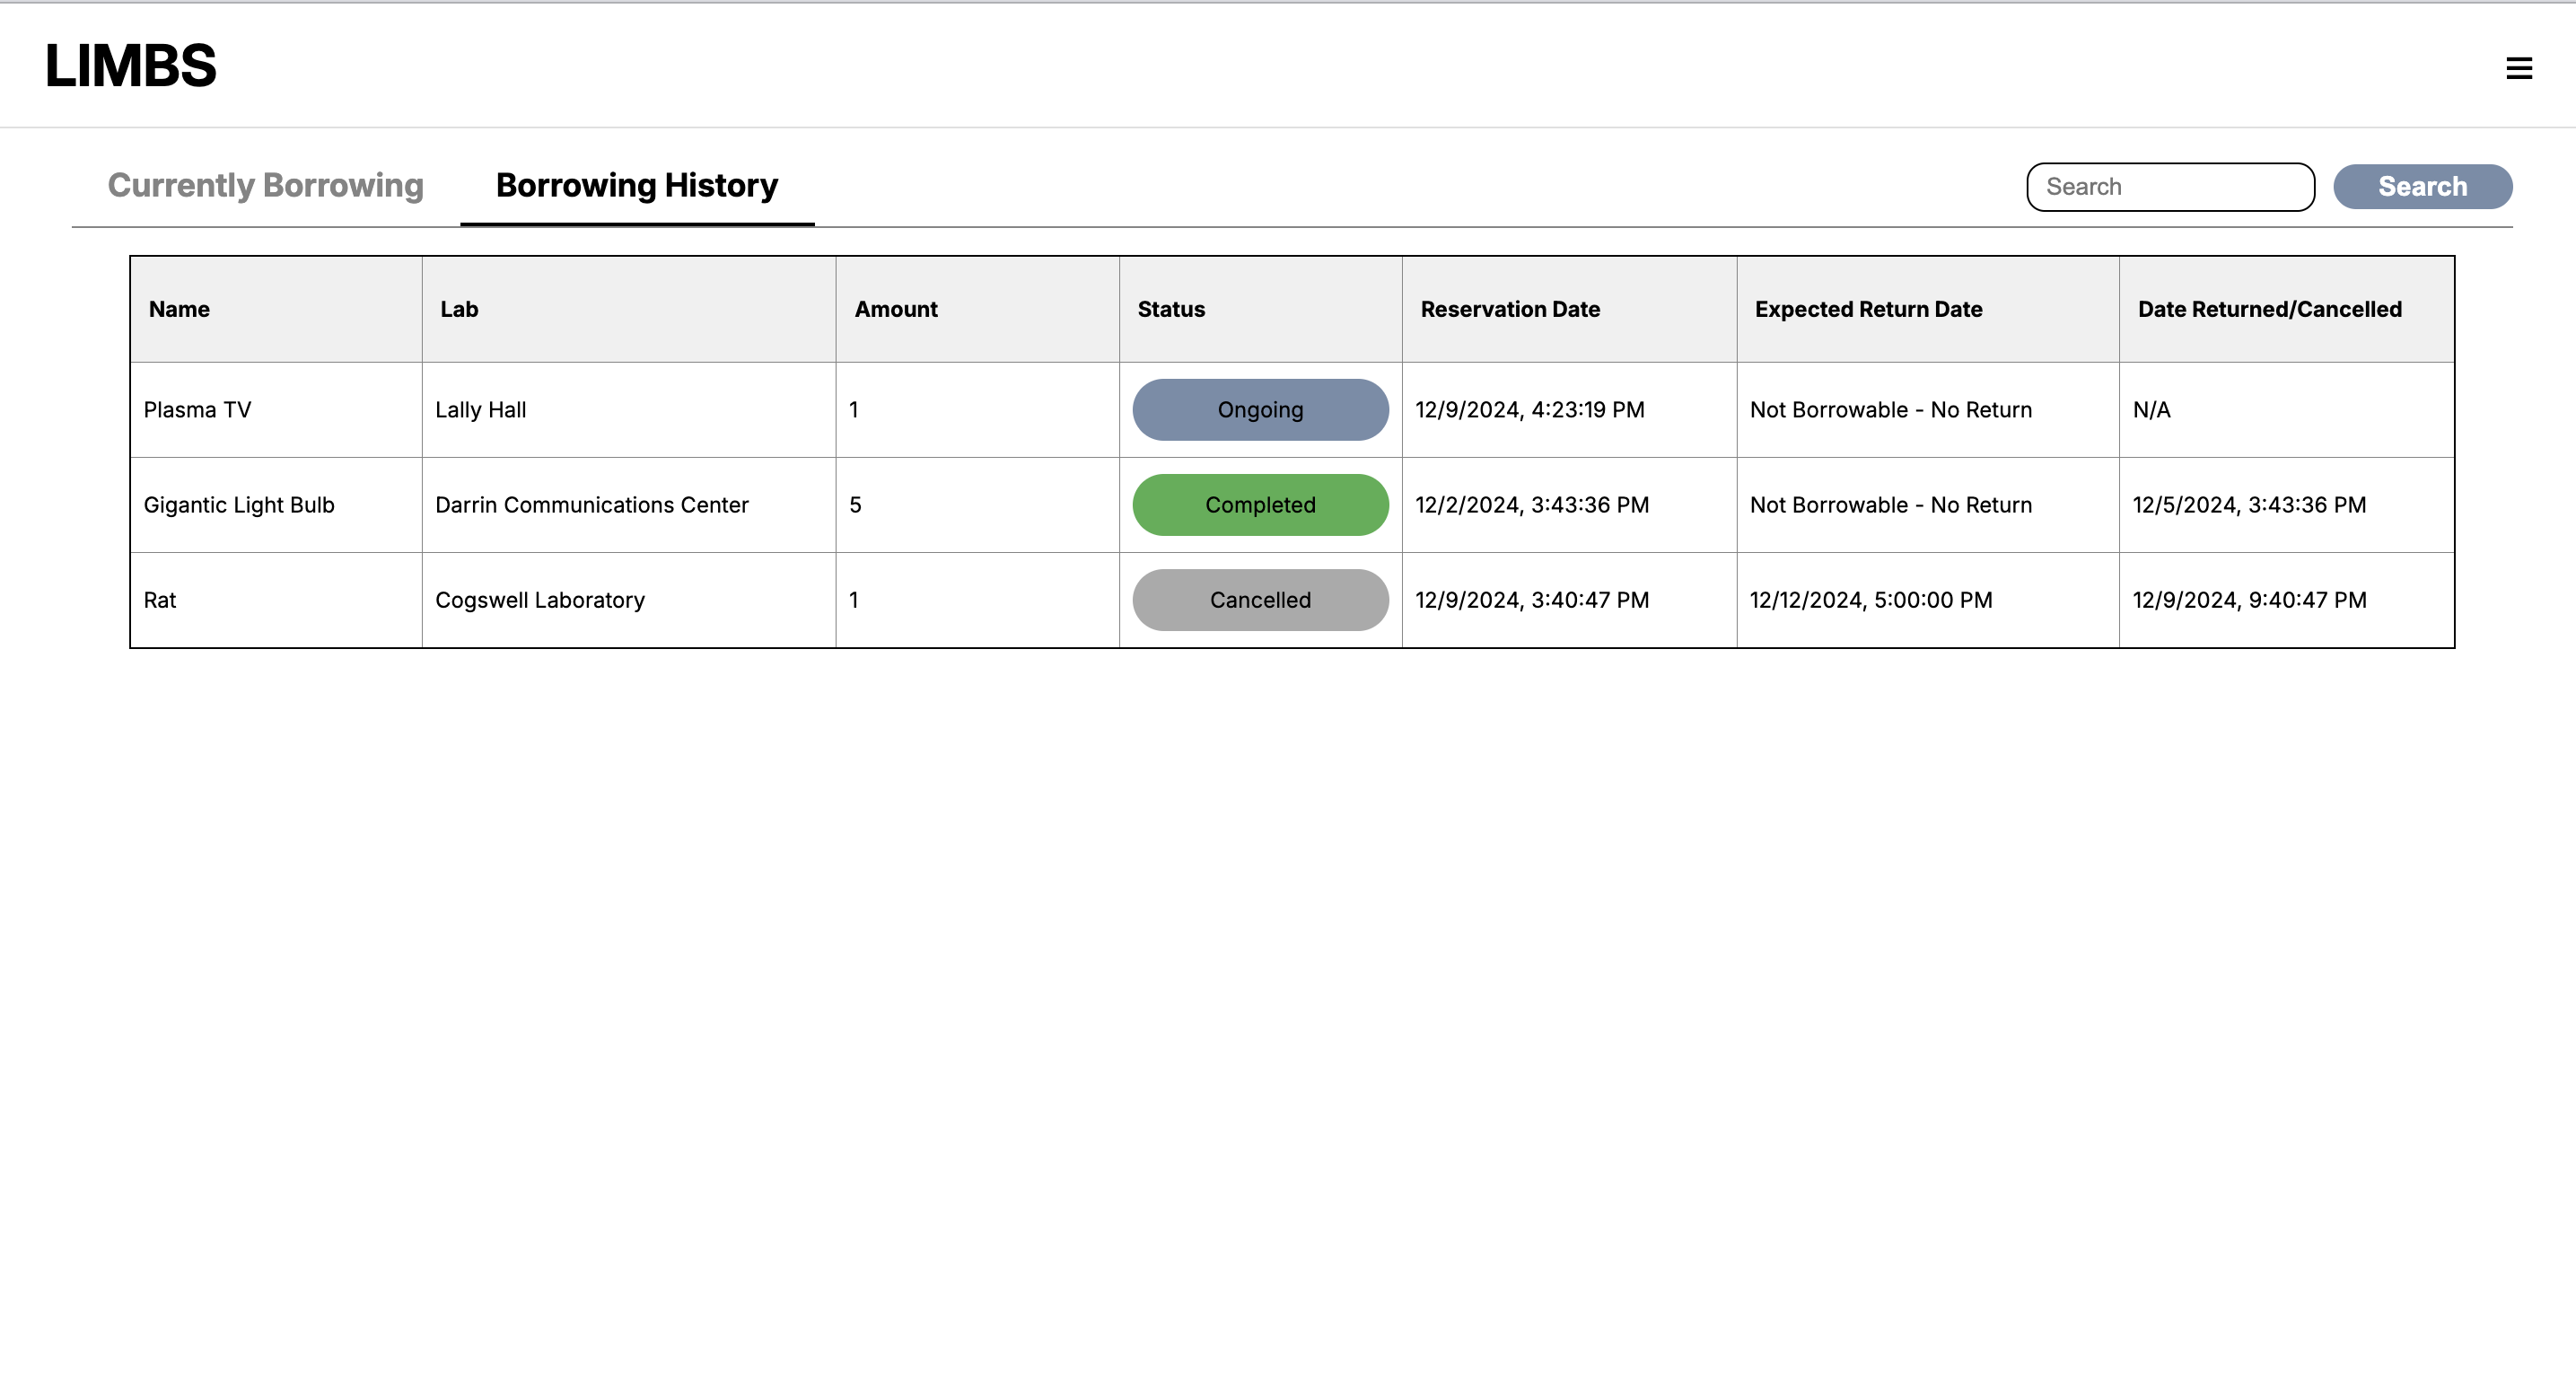 LIMBS
Currently Borrowing Borrowing History Search Search
Name Lab Amount Status Reservation Date Expected Return Date Date Returned/Cancelled
Plasma TV Lally Hall 1 Ongoing 12/9/2024, 4:23:19 PM Not Borrowable - No Return N/A
Gigantic Light Bulb Darrin Communications Center 5 Completed 12/2/2024, 3:43:36 PM Not Borrowable - No Return 12/5/2024, 3:43:36 PM
Rat Cogswell Laboratory 1 Cancelled 12/9/2024, 3:40:47 PM 12/12/2024, 5:00:00 PM 12/9/2024, 9:40:47 PM